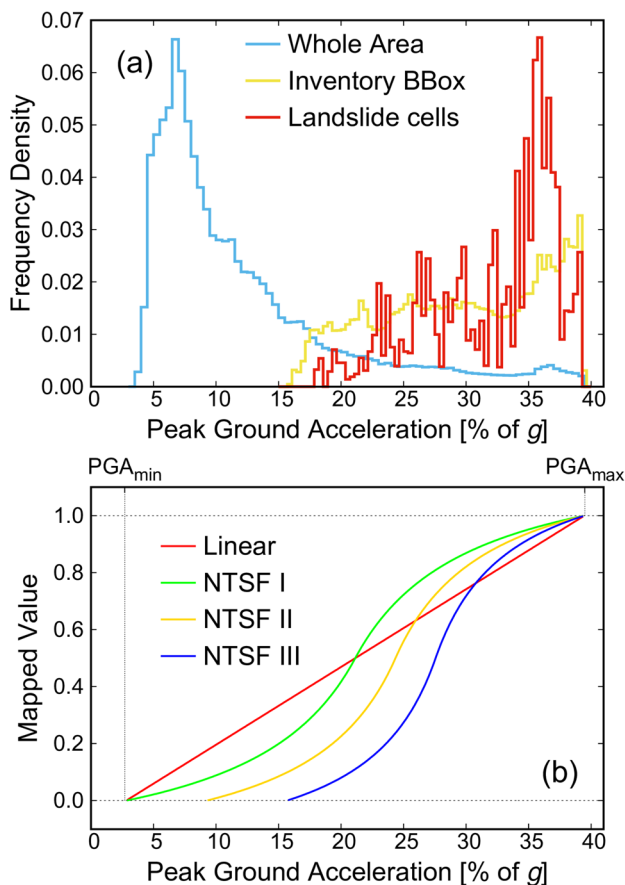 0.07
0.06
0.05
0.04
0.03
0.02
0.01
0.00
Frequency Density
(a)
Whole Area
Inventory BBox
Landslide cells
0 5 10 15 20 25 30 35 40
Peak Ground Acceleration [% of g]
PGAmin PGAmax
1.0
0.8
0.6
0.4
0.2
0.0
Mapped Value
Linear
NTSF I
NTSF II
NTSF III
(b)
0 5 10 15 20 25 30 35 40
Peak Ground Acceleration [% of g]